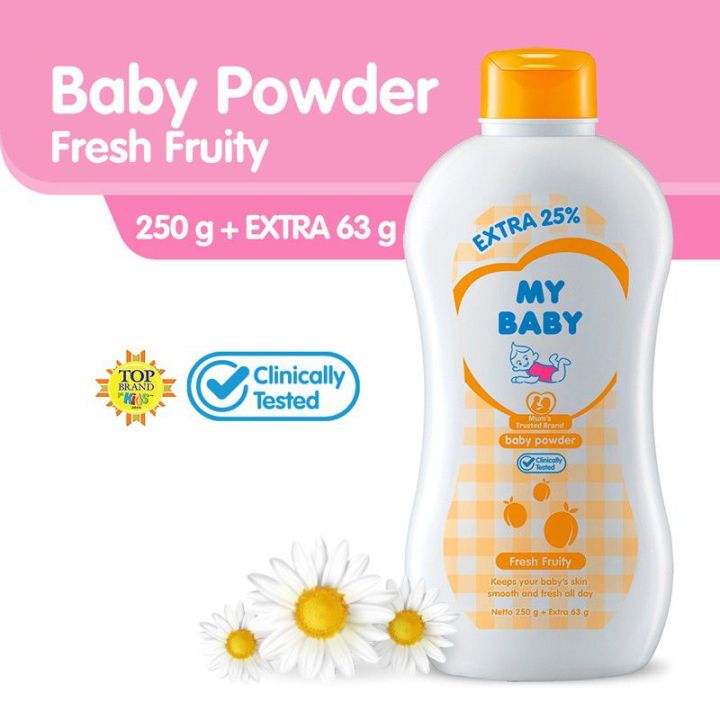 Baby Powder
Fresh Fruity
250 g + EXTRA 63 g
EXTRA 25%
MY
BABY
Mum's
Trusted Brand
baby powder
Clinically
Tested
Fresh Fruity
Keeps your baby's skin
smooth and fresh all day
Netto 250 g + Extra 63 g
TOP
BRAND
for Kids
Clinically
Tested